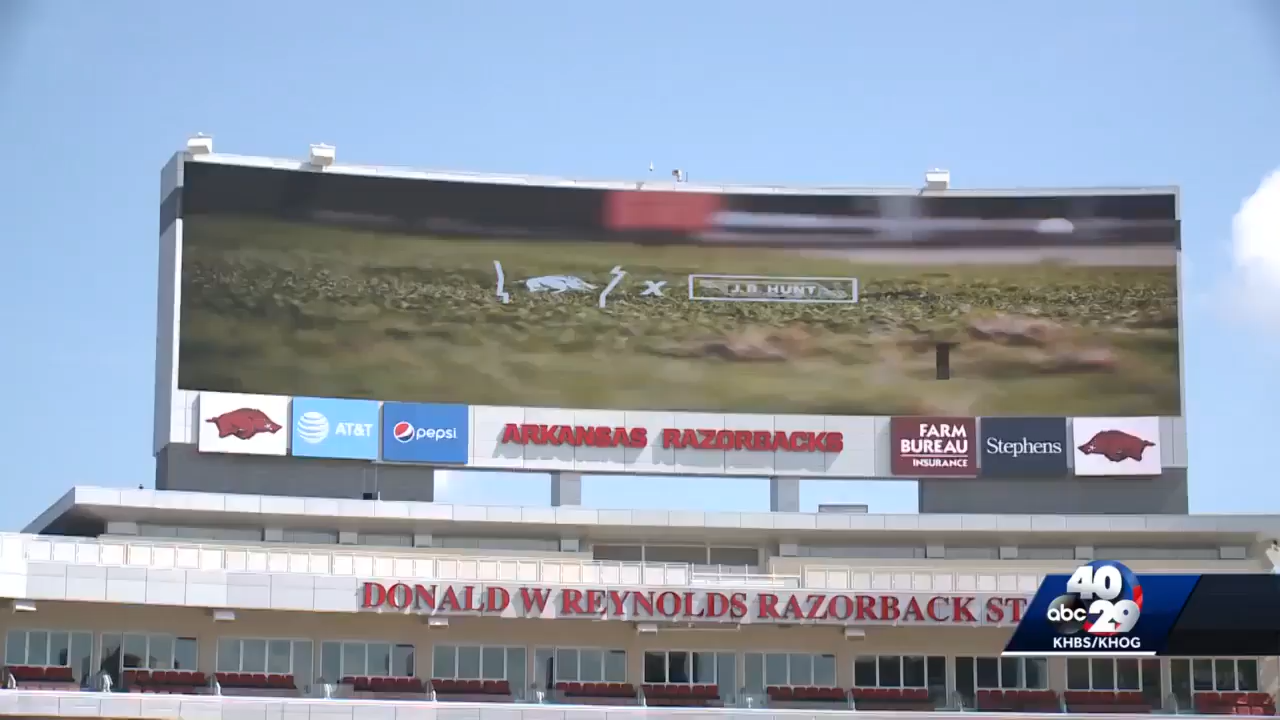 X J.B. HUNT
AT&T
pepsi
ARKANSAS RAZORBACKS
FARM
BUREAU
INSURANCE
Stephens
DONALD W REYNOLDS RAZORBACK ST
40
abc 29
KHBS/KHOG